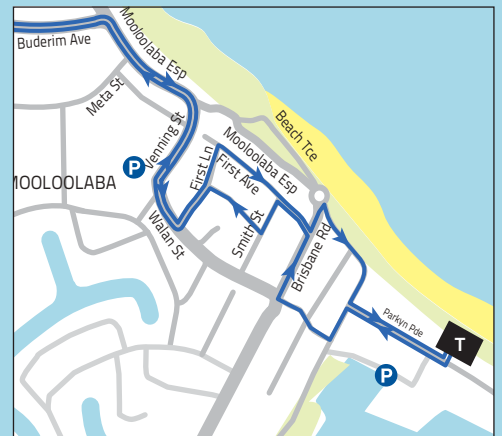 Buderim Ave
Mooloolaba Esp
Meta St
Venning St
P
Beach Tce
Mooloolaba Esp
First Ln
First Ave
MOOLOOLABA
Walan St
Smith St
Brisbane Rd
Parkyn Pde
T
P